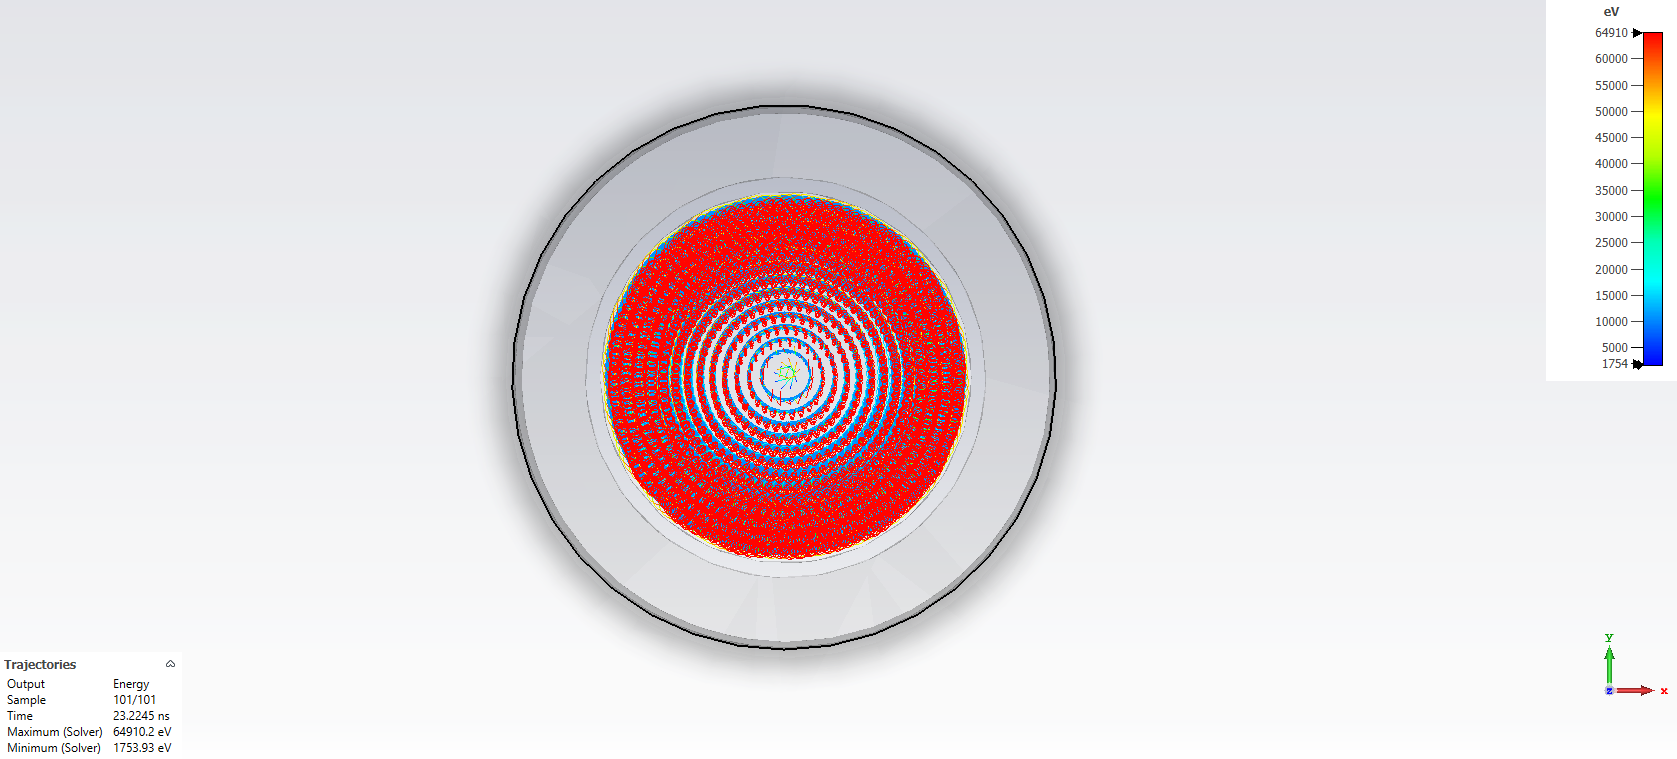 eV
64910
60000
55000
50000
45000
40000
35000
30000
25000
20000
15000
10000
5000
1754
Trajectories
Output Energy
Sample 101/101
Time 23.2245 ns
Maximum (Solver) 64910.2 eV
Minimum (Solver) 1753.93 eV
y
z x